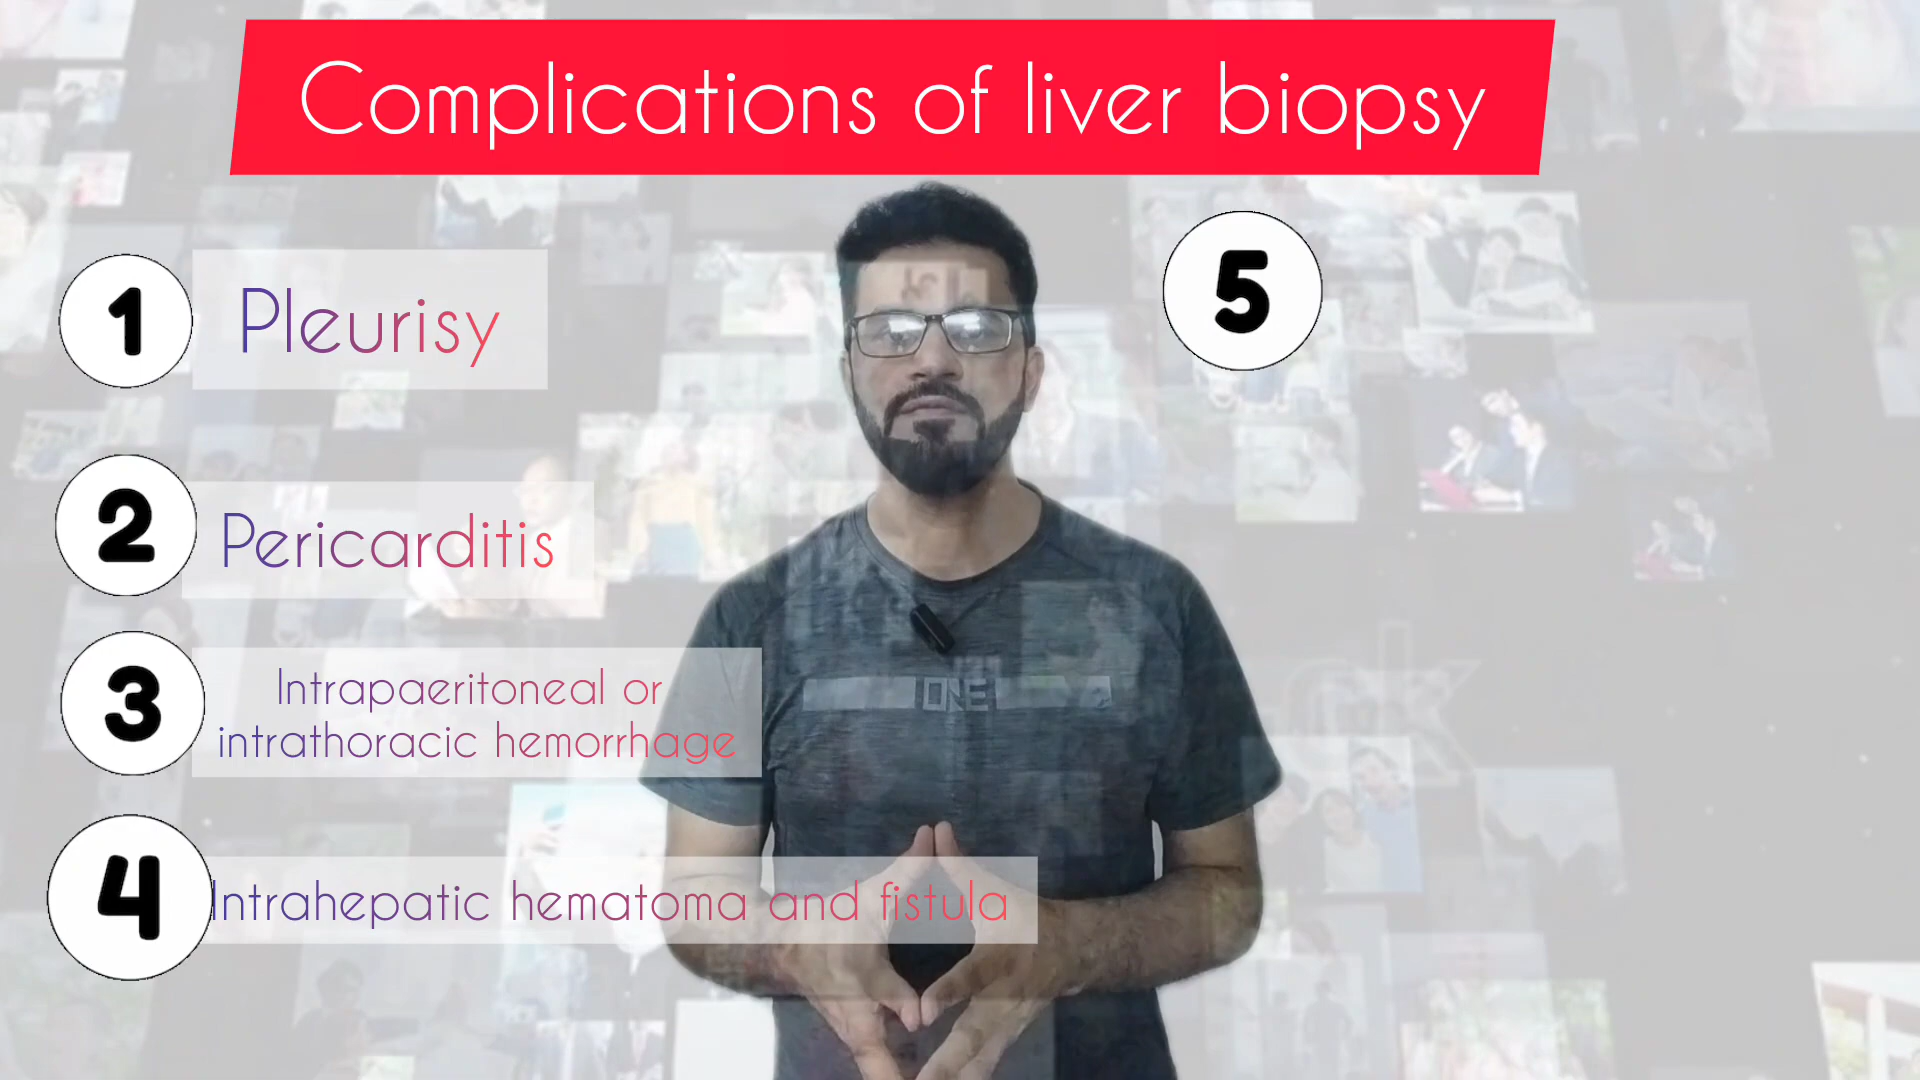 Complications of liver biopsy
1
Pleurisy
2
Pericarditis
3
Intrapaeritoneal or
intrathoracic hemorrhage
4
Intrahepatic hematoma and fistula
5
ONE